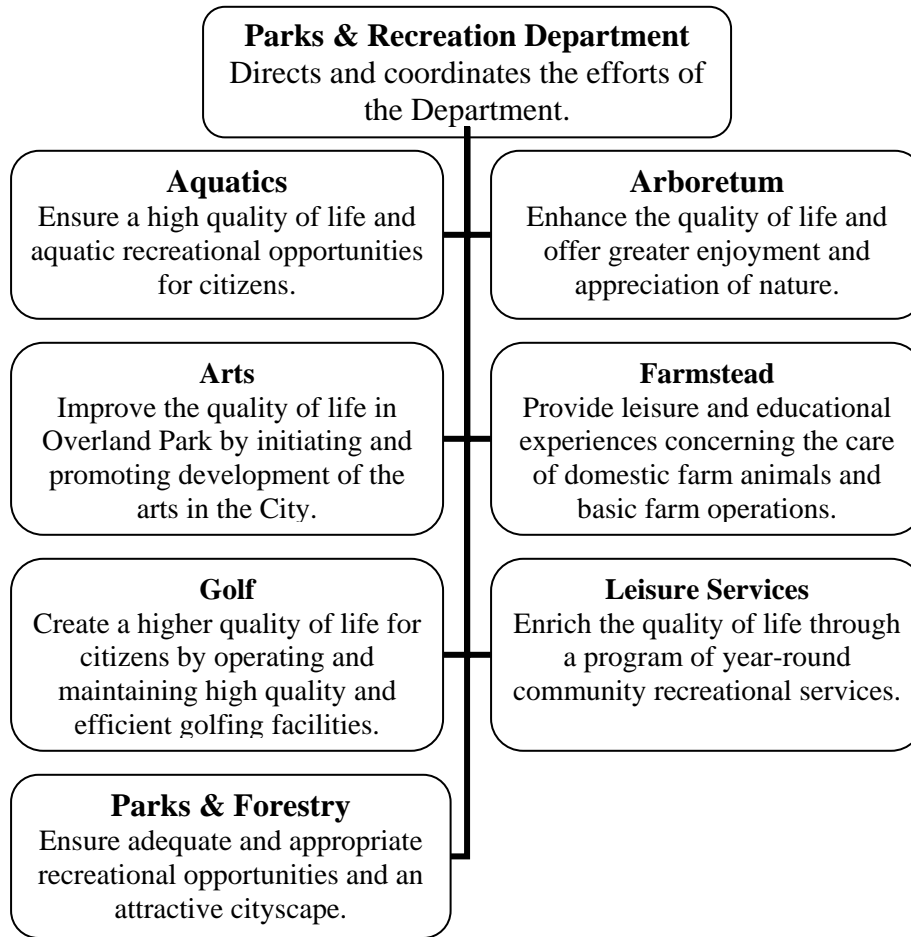 Parks & Recreation Department
Directs and coordinates the efforts of
the Department.
Aquatics
Ensure a high quality of life and
aquatic recreational opportunities
for citizens.
Arboretum
Enhance the quality of life and
offer greater enjoyment and
appreciation of nature.
Arts
Improve the quality of life in
Overland Park by initiating and
promoting development of the
arts in the City.
Farmstead
Provide leisure and educational
experiences concerning the care
of domestic farm animals and
basic farm operations.
Golf
Create a higher quality of life for
citizens by operating and
maintaining high quality and
efficient golfing facilities.
Leisure Services
Enrich the quality of life through
a program of year-round
community recreational services.
Parks & Forestry
Ensure adequate and appropriate
recreational opportunities and an
attractive cityscape.